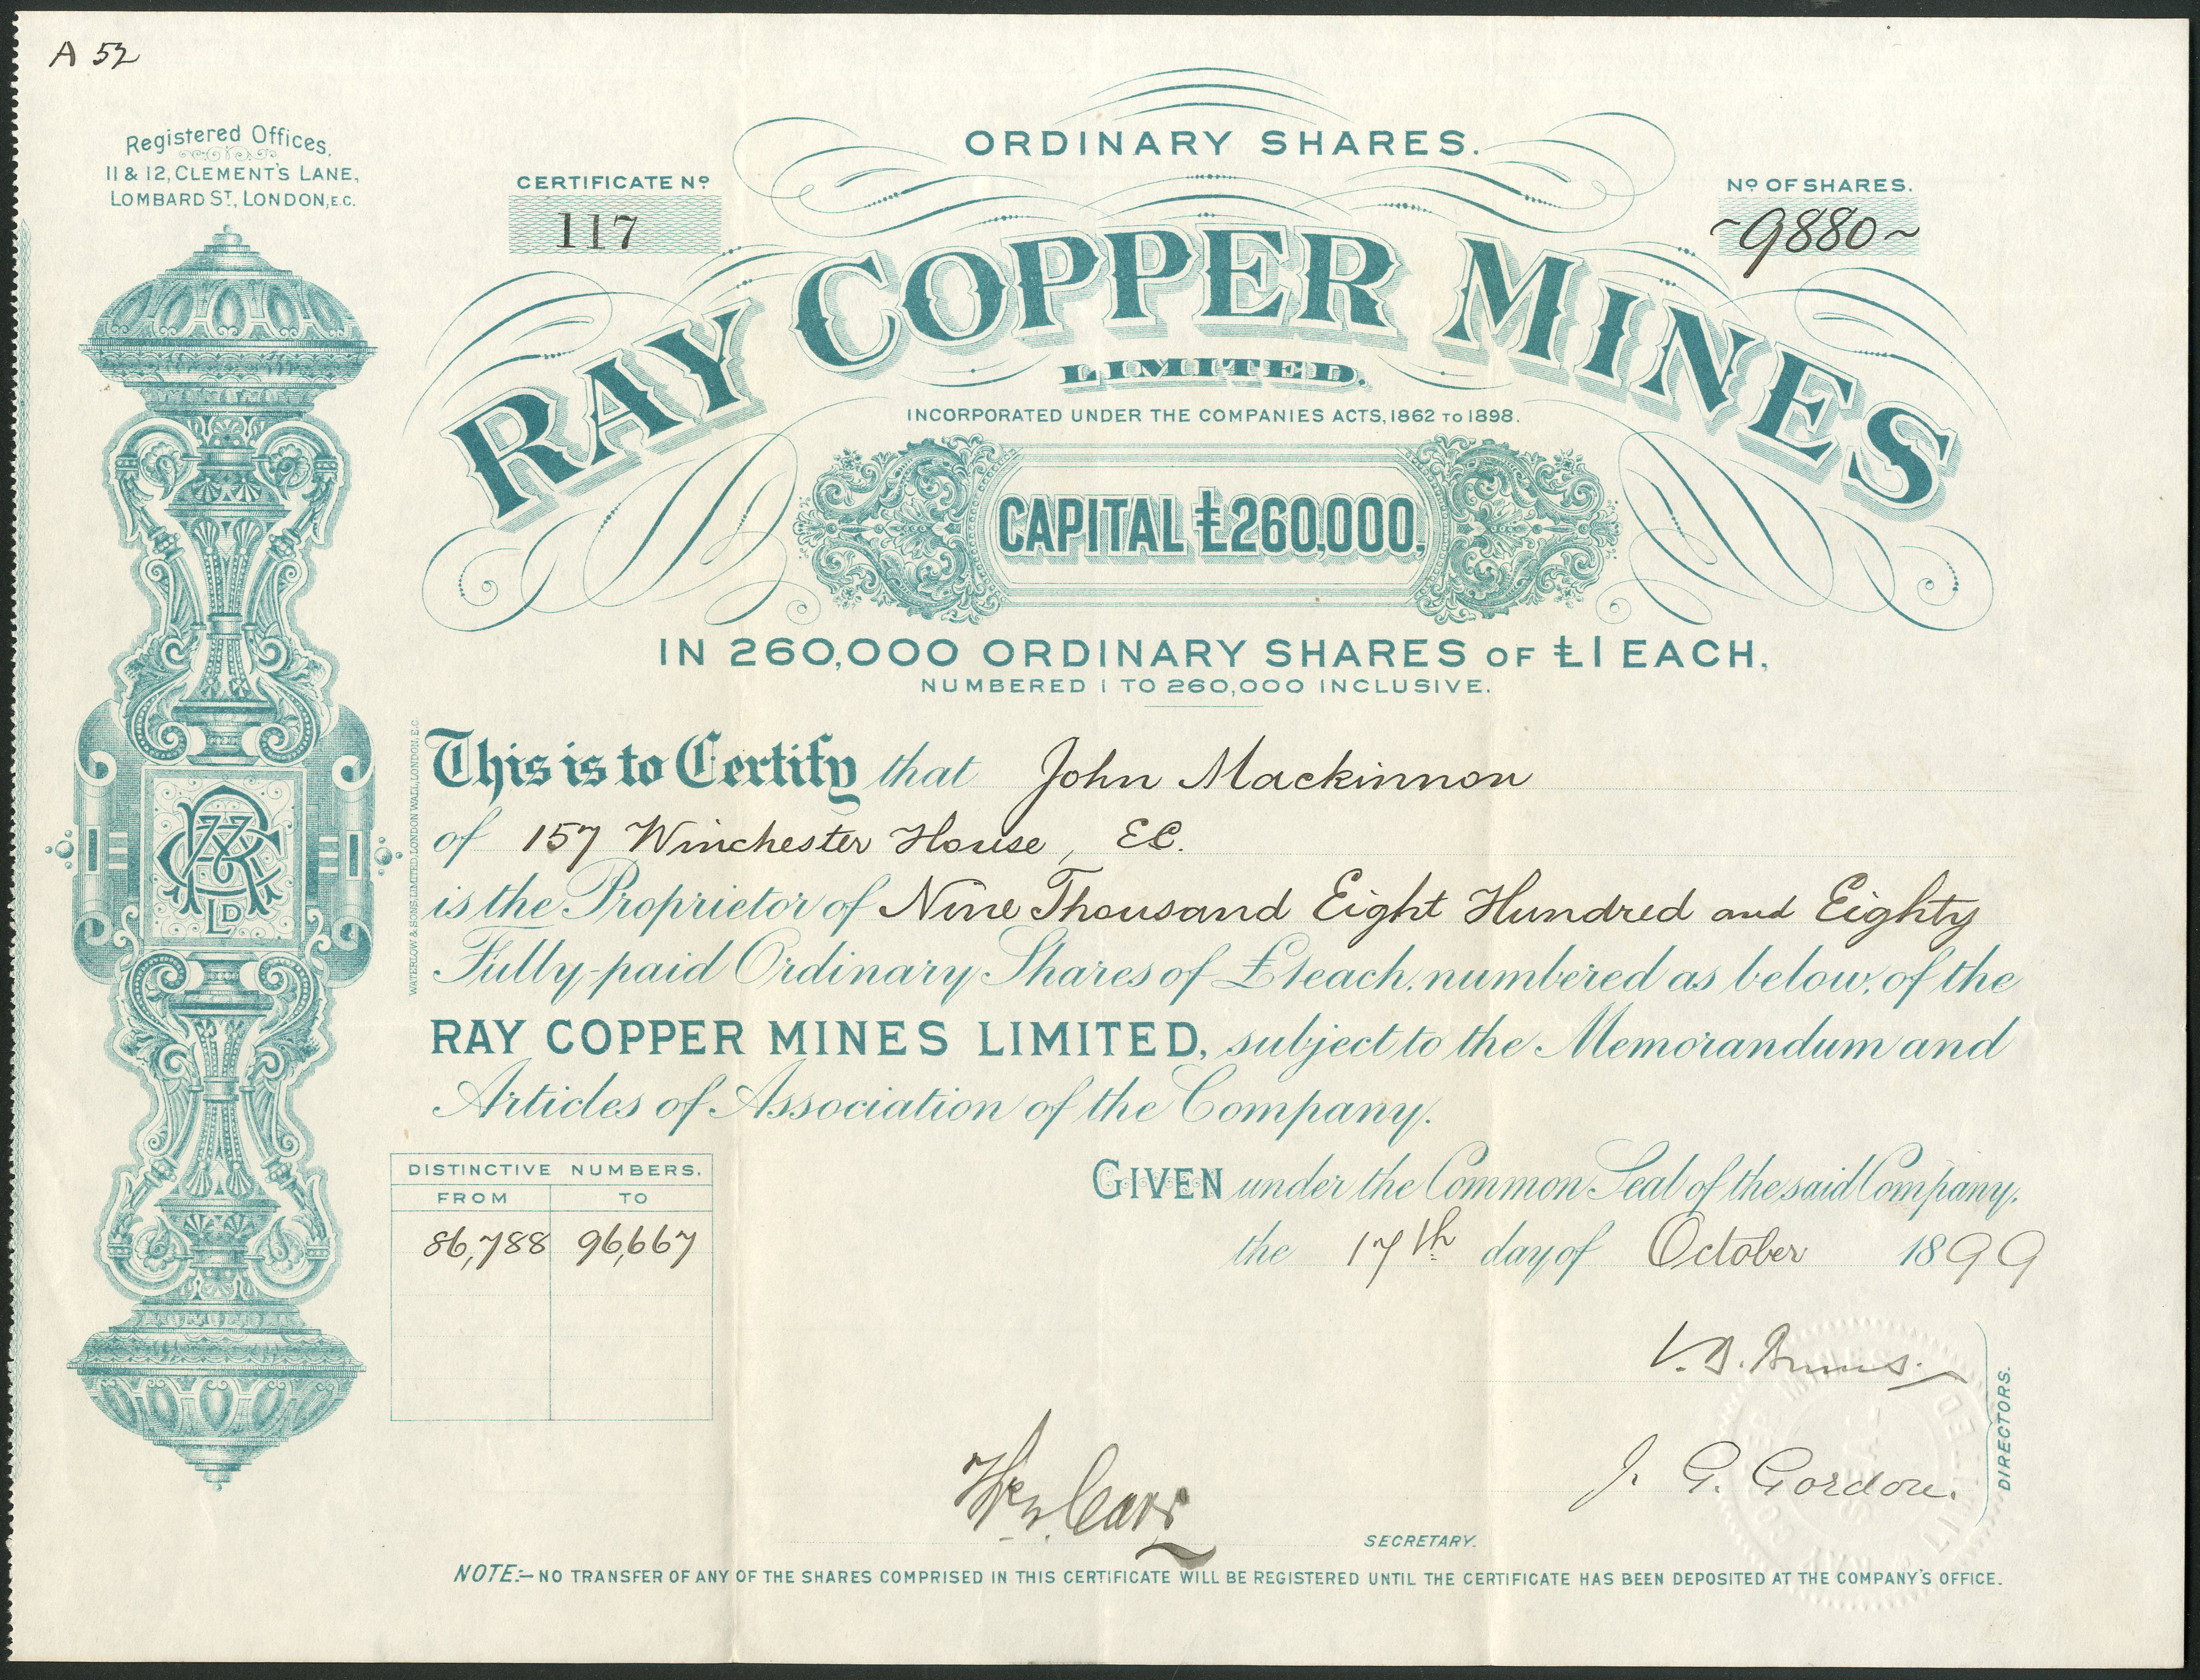 A 52
Registered Offices,
11 & 12, CLEMENT'S LANE,
LOMBARD ST, LONDON, E.C.
ORDINARY SHARES.
CERTIFICATE No
117
No OF SHARES.
~9880~
RAY COPPER MINES
LIMITED.
INCORPORATED UNDER THE COMPANIES ACTS, 1862 TO 1898.
CAPITAL £260,000.
IN 260,000 ORDINARY SHARES OF £1 EACH,
NUMBERED 1 TO 260,000 INCLUSIVE.
This is to Certify that John Mackinnon
of 157 Winchester House, E.C.
is the Proprietor of Nine Thousand Eight Hundred and Eighty
Fully-paid Ordinary Shares of £1 each, numbered as below, of the
RAY COPPER MINES LIMITED, subject to the Memorandum and
Articles of Association of the Company.
WATERLOW & SONS, LIMITED, LONDON WALL, LONDON, E.C.
LD
DISTINCTIVE NUMBERS.
FROM TO
86,788 96,667
GIVEN under the Common Seal of the said Company,
the 17th day of October 1899
J. G. Gordon.
DIRECTORS.
SECRETARY.
NOTE:—NO TRANSFER OF ANY OF THE SHARES COMPRISED IN THIS CERTIFICATE WILL BE REGISTERED UNTIL THE CERTIFICATE HAS BEEN DEPOSITED AT THE COMPANY'S OFFICE.